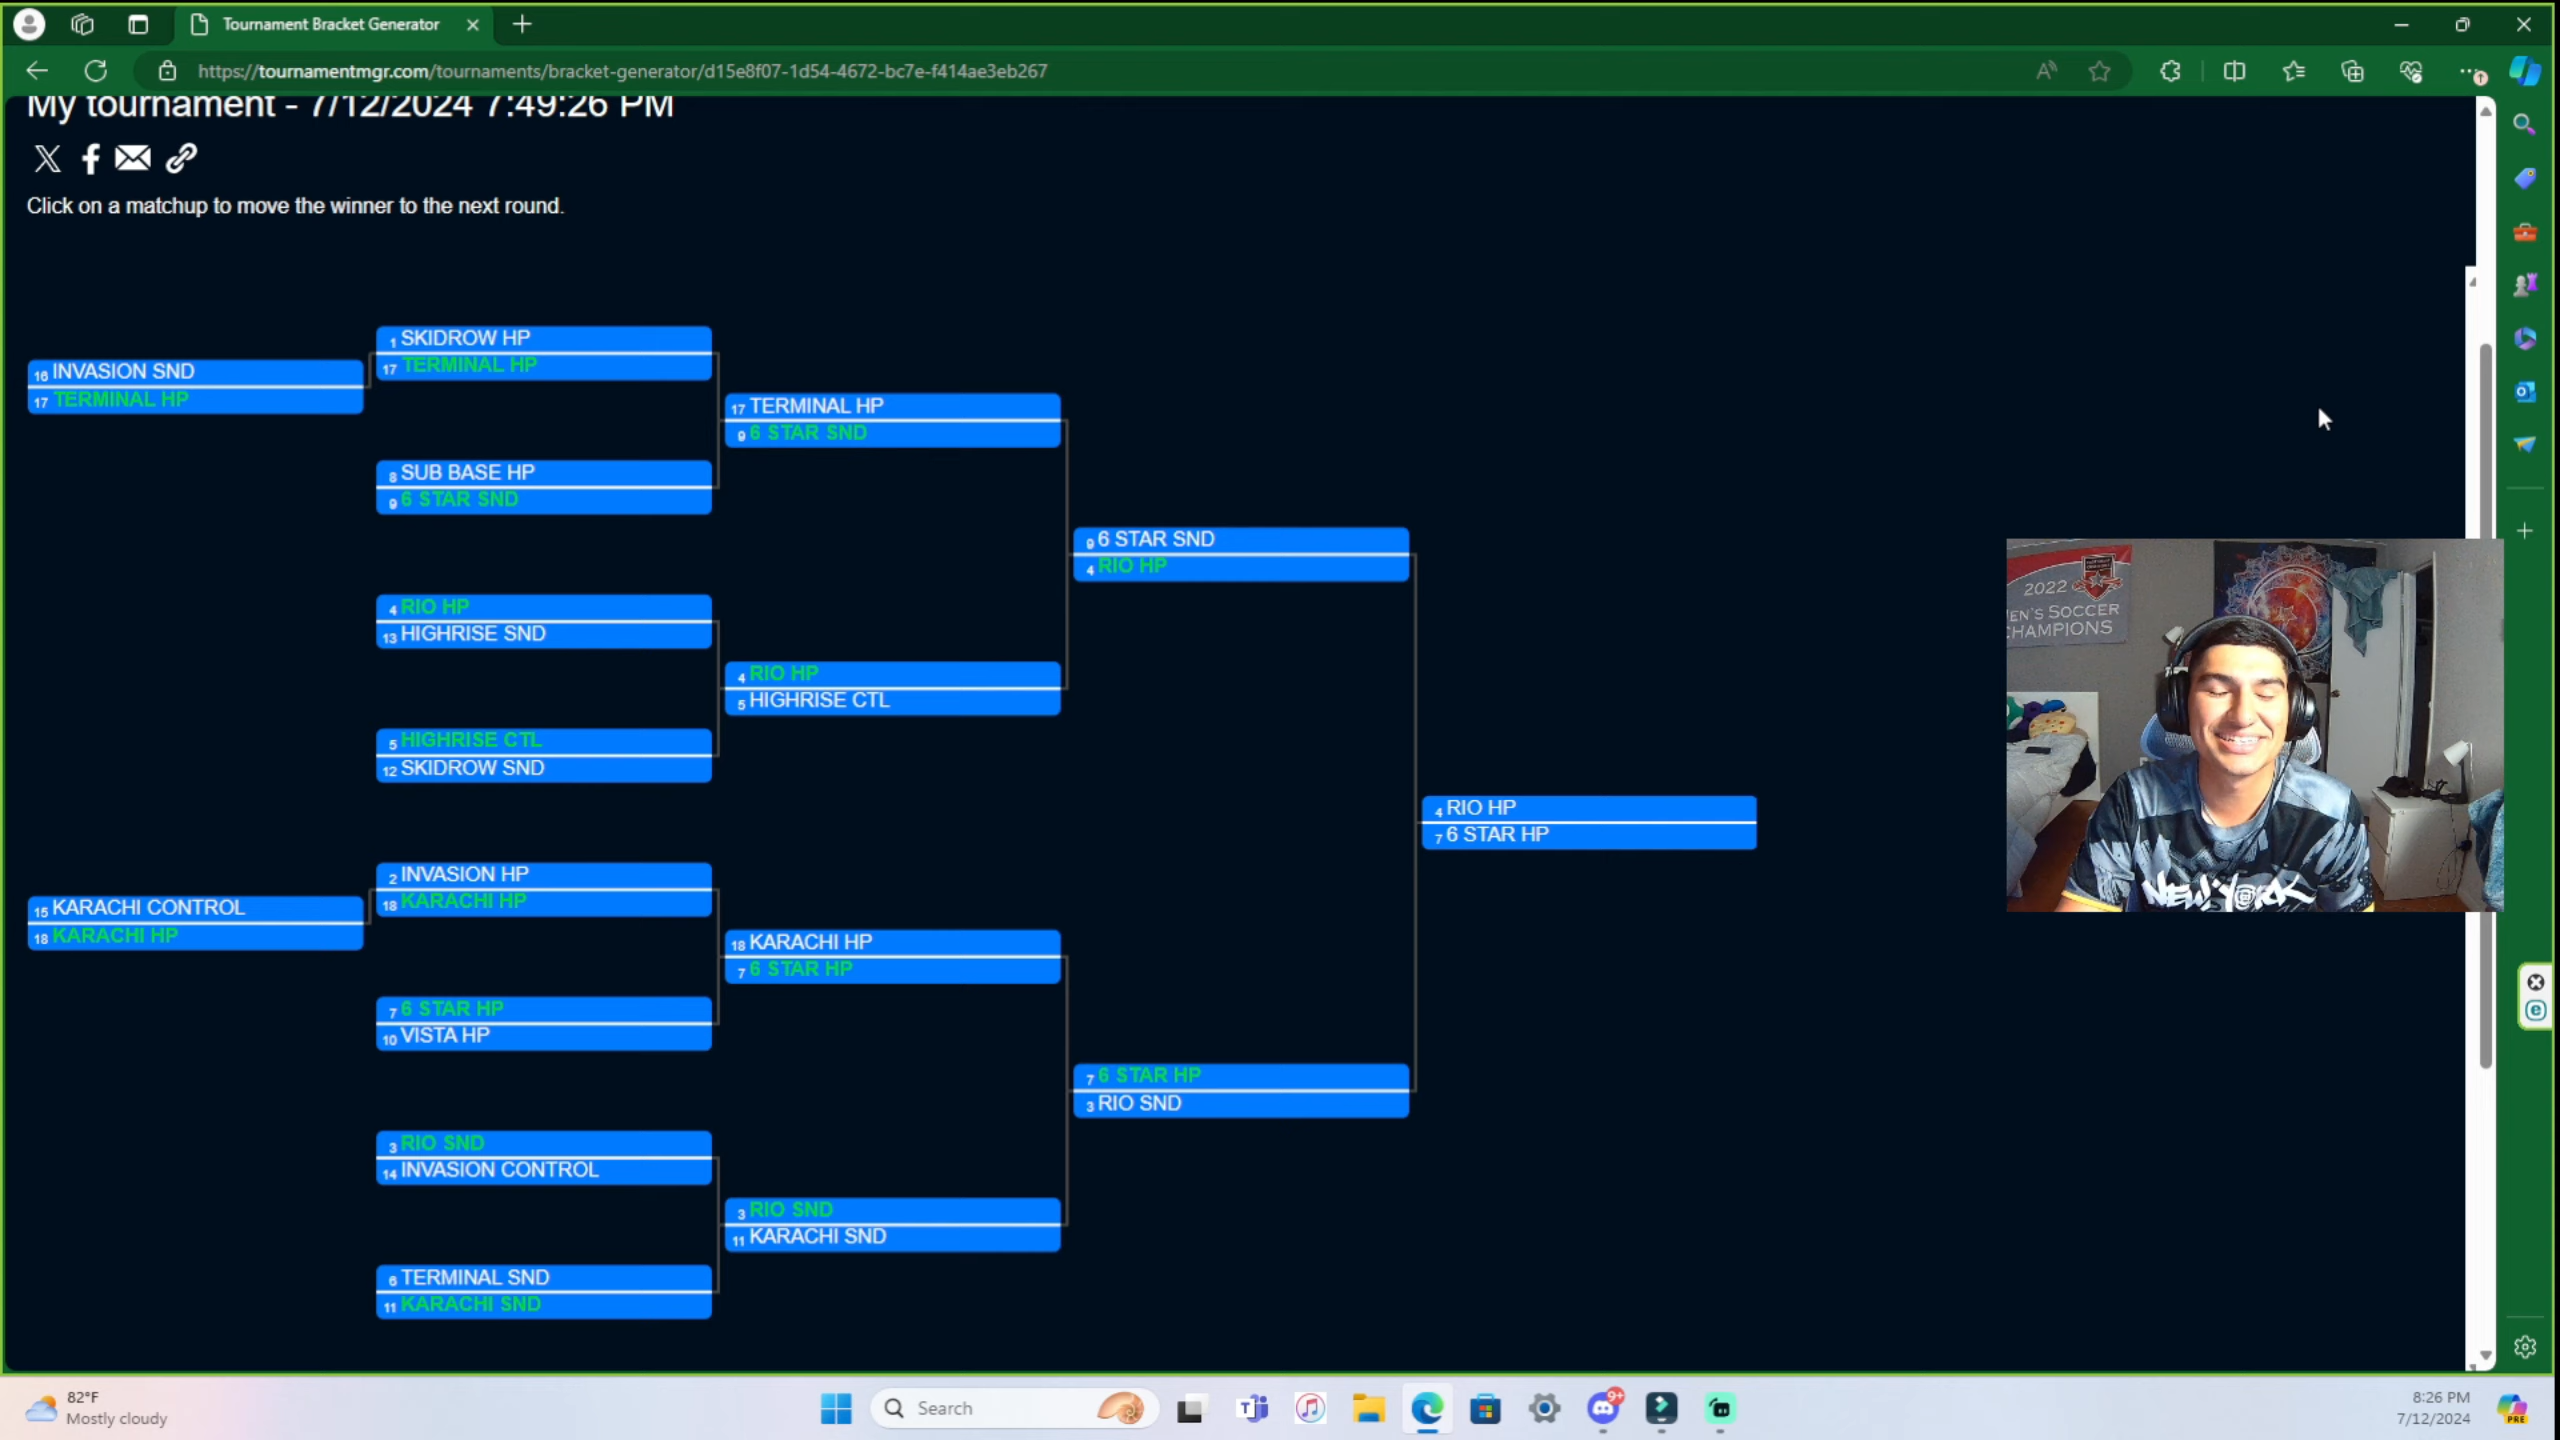 Tournament Bracket Generator
https://tournamentmgr.com/tournaments/bracket-generator/d15e8f07-1d54-4672-bc7e-f414ae3eb267
My tournament - 7/12/2024 7:49:26 PM
Click on a matchup to move the winner to the next round.
16 INVASION SND
17 TERMINAL HP
15 KARACHI CONTROL
18 KARACHI HP
1 SKIDROW HP
17 TERMINAL HP
8 SUB BASE HP
9 6 STAR SND
4 RIO HP
13 HIGHRISE SND
5 HIGHRISE CTL
12 SKIDROW SND
2 INVASION HP
18 KARACHI HP
7 6 STAR HP
10 VISTA HP
3 RIO SND
14 INVASION CONTROL
6 TERMINAL SND
11 KARACHI SND
17 TERMINAL HP
9 6 STAR SND
4 RIO HP
5 HIGHRISE CTL
18 KARACHI HP
7 6 STAR HP
3 RIO SND
11 KARACHI SND
9 6 STAR SND
4 RIO HP
7 6 STAR HP
3 RIO SND
4 RIO HP
7 6 STAR HP
2022
EN'S SOCCER
CHAMPIONS
NEW YORK
82°F
Mostly cloudy
Search
9+
8:26 PM
7/12/2024
PRE